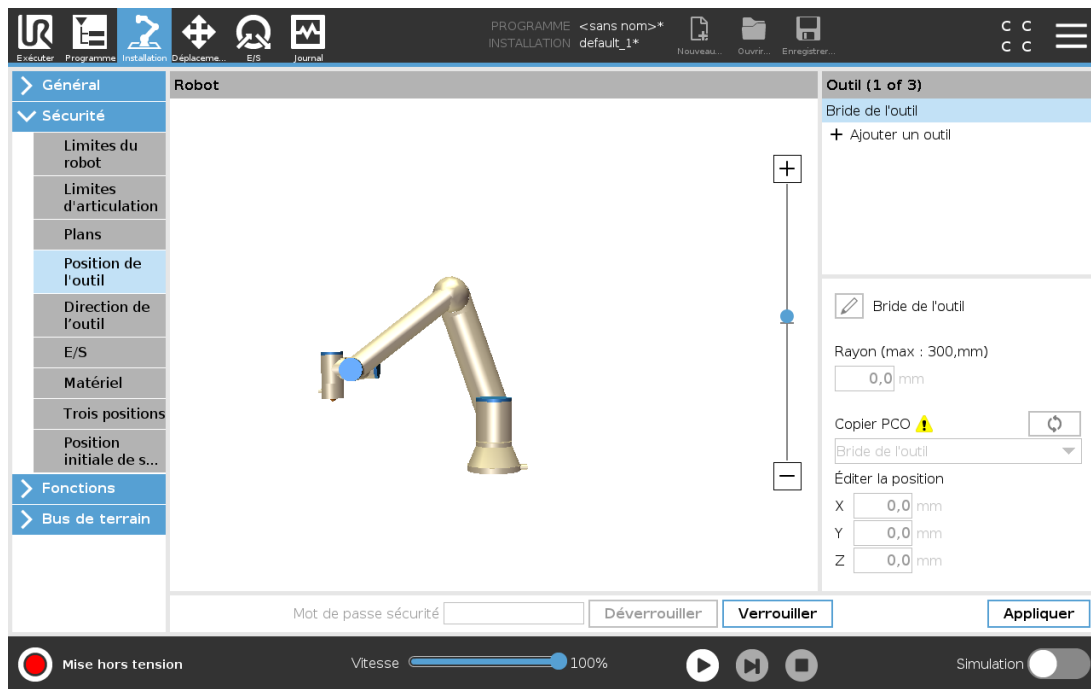 PROGRAMME <sans nom>*
INSTALLATION default_1*
UR
Exécuter
Programme
Installation
Déplaceme...
E/S
Journal
Nouveau...
Ouvrir...
Enregistrer...
C C
C C
Général
Sécurité
Limites du
robot
Limites
d'articulation
Plans
Position de
l'outil
Direction de
l’outil
E/S
Matériel
Trois positions
Position
initiale de s...
Fonctions
Bus de terrain
Robot
+
−
Outil (1 of 3)
Bride de l'outil
+ Ajouter un outil
Bride de l'outil
Rayon (max : 300,mm)
0,0 mm
Copier PCO
Bride de l'outil
Éditer la position
X 0,0 mm
Y 0,0 mm
Z 0,0 mm
Mot de passe sécurité
Déverrouiller
Verrouiller
Appliquer
Mise hors tension
Vitesse 100%
Simulation